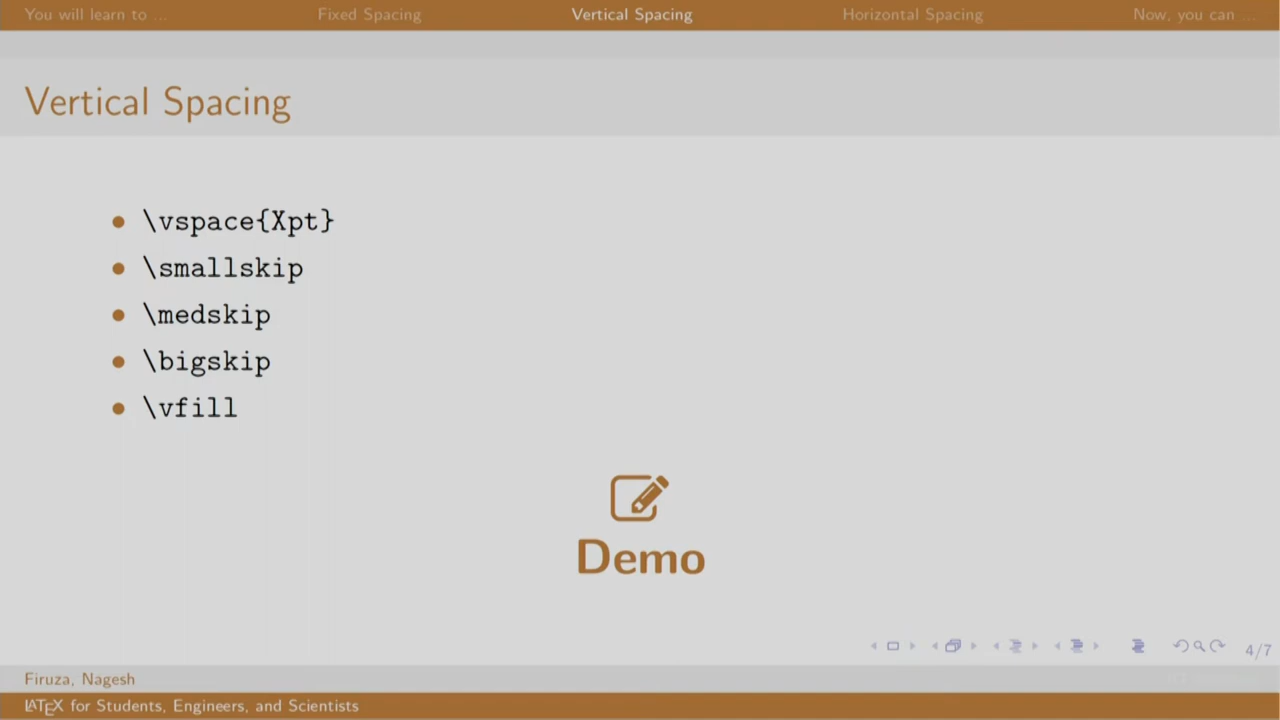 You will learn to ...
Fixed Spacing
Vertical Spacing
Horizontal Spacing
Now, you can ...
Vertical Spacing
• \vspace{Xpt}
• \smallskip
• \medskip
• \bigskip
• \vfill
Demo
4/7
Firuza, Nagesh
LATEX for Students, Engineers, and Scientists